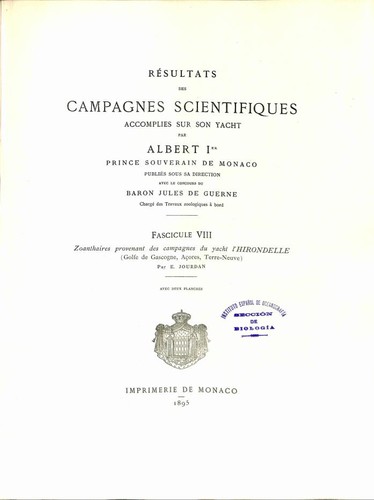 RÉSULTATS
DES
CAMPAGNES SCIENTIFIQUES
ACCOMPLIES SUR SON YACHT
PAR
ALBERT Iᴱᴿ
PRINCE SOUVERAIN DE MONACO
PUBLIÉS SOUS SA DIRECTION
AVEC LE CONCOURS DU
BARON JULES DE GUERNE
Chargé des Travaux zoologiques à bord
FASCICULE VIII
Zoanthaires provenant des campagnes du yacht l'HIRONDELLE
(Golfe de Gascogne, Açores, Terre-Neuve)
PAR E. JOURDAN
AVEC DEUX PLANCHES
INSTITUTO ESPAÑOL DE OCEANOGRAFIA
SECCIÓN
DE
BIOLOGÍA
IMPRIMERIE DE MONACO
1895